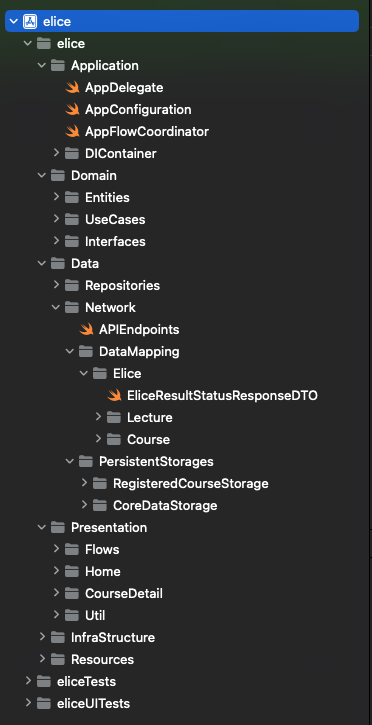 elice
elice
Application
AppDelegate
AppConfiguration
AppFlowCoordinator
DIContainer
Domain
Entities
UseCases
Interfaces
Data
Repositories
Network
APIEndpoints
DataMapping
Elice
EliceResultStatusResponseDTO
Lecture
Course
PersistentStorages
RegisteredCourseStorage
CoreDataStorage
Presentation
Flows
Home
CourseDetail
Util
InfraStructure
Resources
eliceTests
eliceUITests